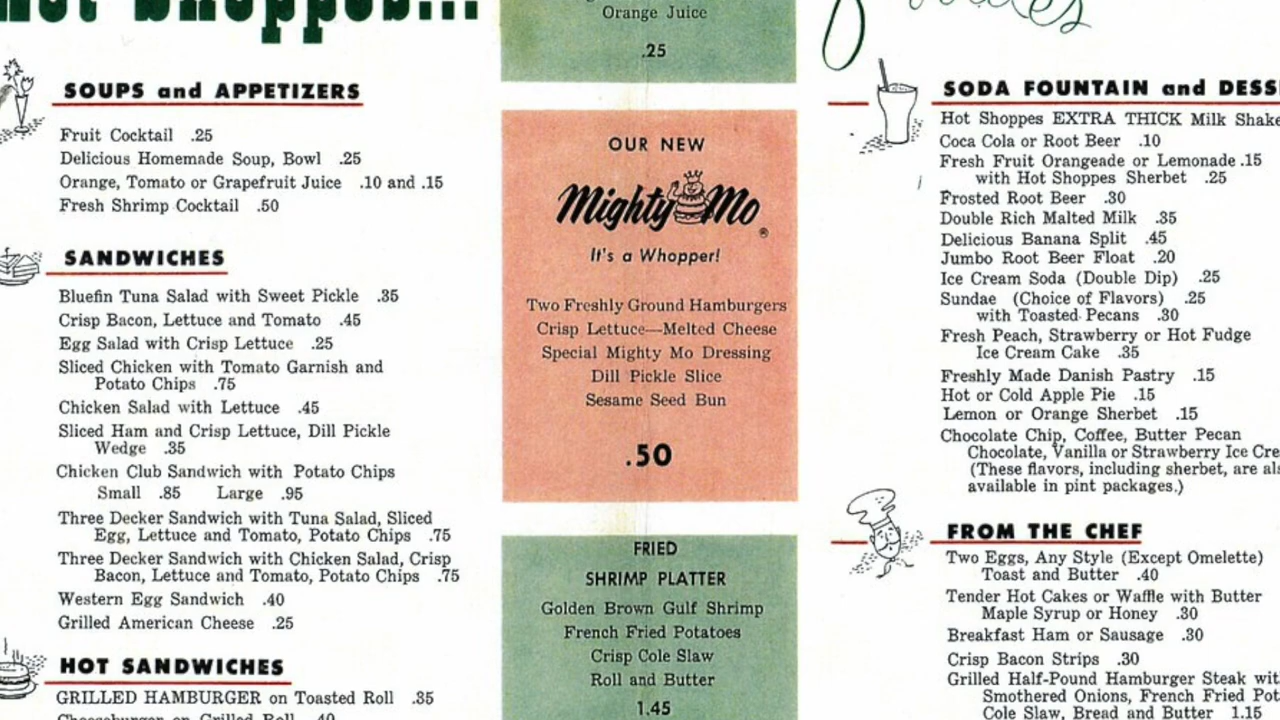 Hot Shoppes...
SOUPS and APPETIZERS
Fruit Cocktail .25
Delicious Homemade Soup, Bowl .25
Orange, Tomato or Grapefruit Juice .10 and .15
Fresh Shrimp Cocktail .50
SANDWICHES
Bluefin Tuna Salad with Sweet Pickle .35
Crisp Bacon, Lettuce and Tomato .45
Egg Salad with Crisp Lettuce .25
Sliced Chicken with Tomato Garnish and
Potato Chips .75
Chicken Salad with Lettuce .45
Sliced Ham and Crisp Lettuce, Dill Pickle
Wedge .35
Chicken Club Sandwich with Potato Chips
Small .85 Large .95
Three Decker Sandwich with Tuna Salad, Sliced
Egg, Lettuce and Tomato, Potato Chips .75
Three Decker Sandwich with Chicken Salad, Crisp
Bacon, Lettuce and Tomato, Potato Chips .75
Western Egg Sandwich .40
Grilled American Cheese .25
HOT SANDWICHES
GRILLED HAMBURGER on Toasted Roll .35
Cheeseburger on Grilled Roll .40
Orange Juice
.25
OUR NEW
Mighty Mo®
It's a Whopper!
Two Freshly Ground Hamburgers
Crisp Lettuce—Melted Cheese
Special Mighty Mo Dressing
Dill Pickle Slice
Sesame Seed Bun
.50
FRIED
SHRIMP PLATTER
Golden Brown Gulf Shrimp
French Fried Potatoes
Crisp Cole Slaw
Roll and Butter
1.45
SODA FOUNTAIN and DESS
Hot Shoppes EXTRA THICK Milk Shake
Coca Cola or Root Beer .10
Fresh Fruit Orangeade or Lemonade .15
with Hot Shoppes Sherbet .25
Frosted Root Beer .30
Double Rich Malted Milk .35
Delicious Banana Split .45
Jumbo Root Beer Float .20
Ice Cream Soda (Double Dip) .25
Sundae (Choice of Flavors) .25
with Toasted Pecans .30
Fresh Peach, Strawberry or Hot Fudge
Ice Cream Cake .35
Freshly Made Danish Pastry .15
Hot or Cold Apple Pie .15
Lemon or Orange Sherbet .15
Chocolate Chip, Coffee, Butter Pecan
Chocolate, Vanilla or Strawberry Ice Cre
(These flavors, including sherbet, are als
available in pint packages.)
FROM THE CHEF
Two Eggs, Any Style (Except Omelette)
Toast and Butter .40
Tender Hot Cakes or Waffle with Butter
Maple Syrup or Honey .30
Breakfast Ham or Sausage .30
Crisp Bacon Strips .30
Grilled Half-Pound Hamburger Steak wit
Smothered Onions, French Fried Pot
Cole Slaw, Bread and Butter 1.15